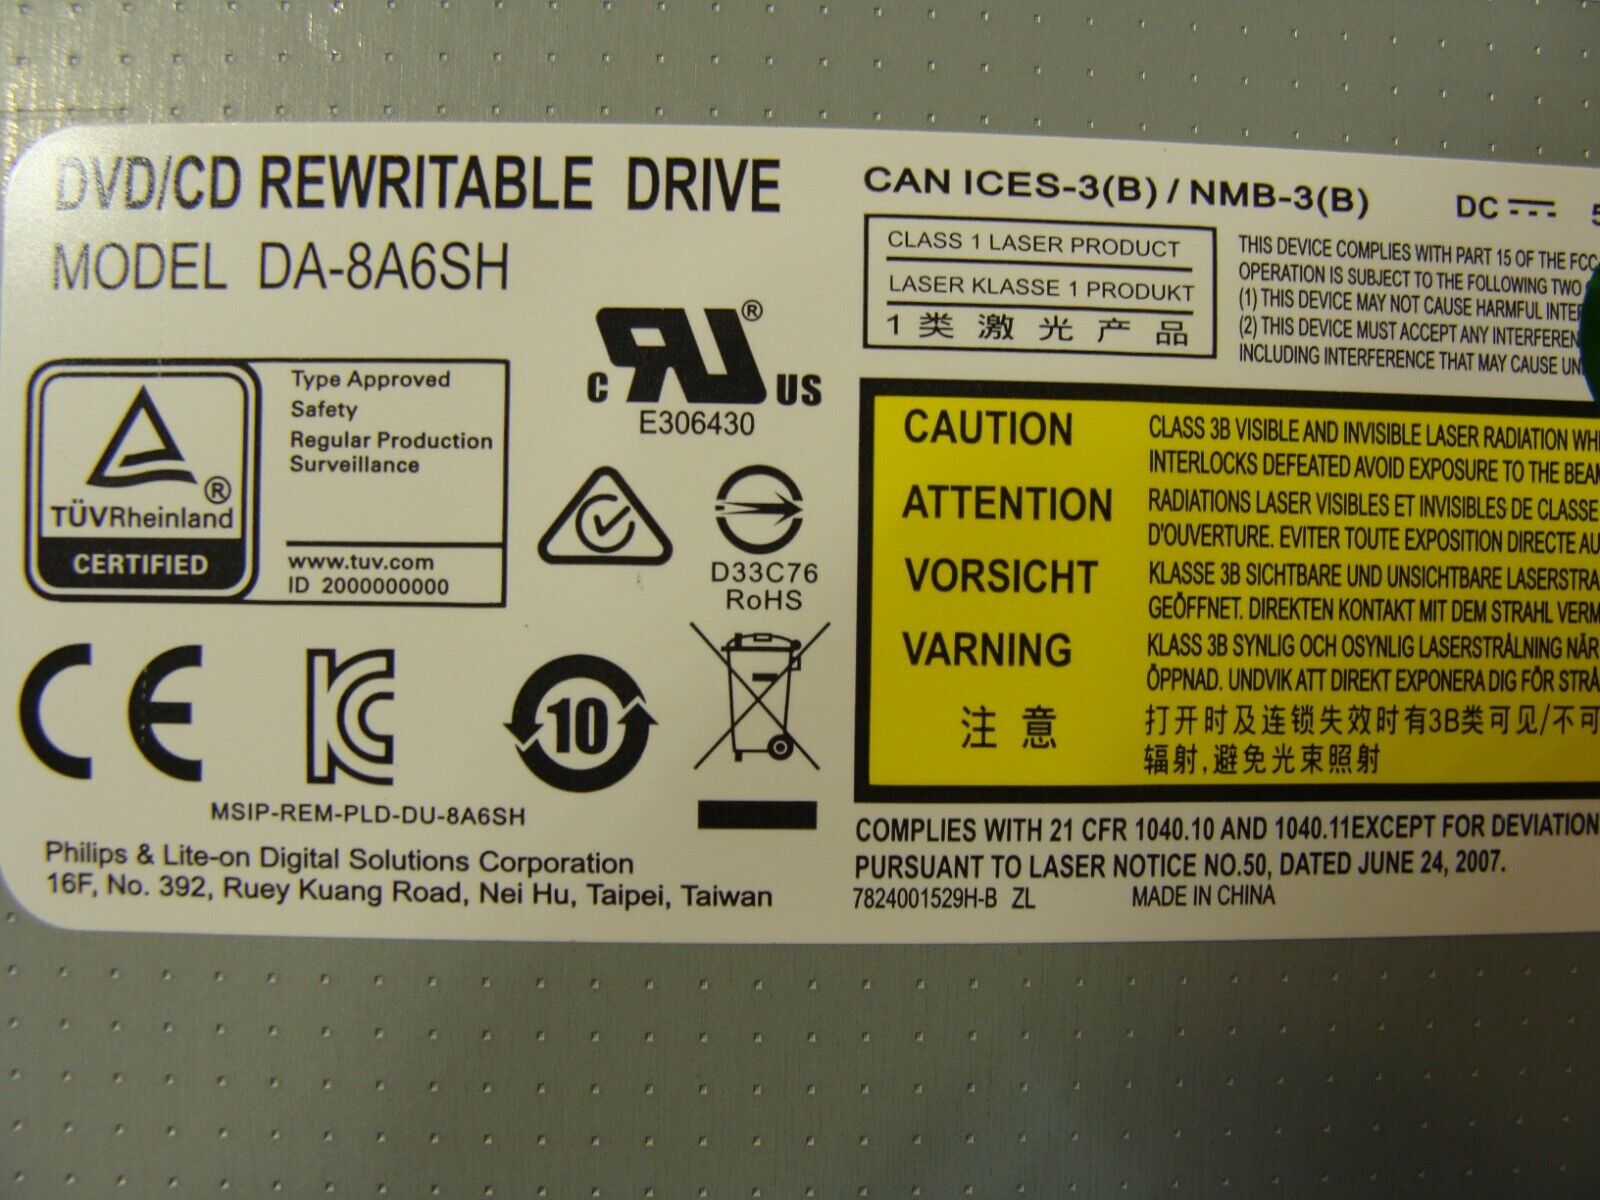 DVD/CD REWRITABLE DRIVE
MODEL DA-8A6SH
TÜVRheinland ®
CERTIFIED
Type Approved
Safety
Regular Production
Surveillance
www.tuv.com
ID 2000000000
c RU ® US
E306430
D33C76
RoHS
CE
KC
10
MSIP-REM-PLD-DU-8A6SH
Philips & Lite-on Digital Solutions Corporation
16F, No. 392, Ruey Kuang Road, Nei Hu, Taipei, Taiwan
CAN ICES-3(B) / NMB-3(B)
DC 5
CLASS 1 LASER PRODUCT
LASER KLASSE 1 PRODUKT
1类激光产品
THIS DEVICE COMPLIES WITH PART 15 OF THE FCC
OPERATION IS SUBJECT TO THE FOLLOWING TWO
(1) THIS DEVICE MAY NOT CAUSE HARMFUL
(2) THIS DEVICE MUST ACCEPT ANY
INCLUDING INTERFERENCE THAT MAY CAUSE
CAUTION
CLASS 3B VISIBLE AND INVISIBLE LASER RADIATION
INTERLOCKS DEFEATED AVOID EXPOSURE TO THE
ATTENTION
RADIATIONS LASER VISIBLES ET INVISIBLES DE CLASSE
D'OUVERTURE. EVITER TOUTE EXPOSITION DIRECTE AU
VORSICHT
KLASSE 3B SICHTBARE UND UNSICHTBARE
GEÖFFNET. DIREKTEN KONTAKT MIT DEM STRAHL
VARNING
KLASS 3B SYNLIG OCH OSYNLIG LASERSTRÅLNING NÄR
ÖPPNAD. UNDVIK ATT DIREKT EXPONERA DIG FÖR
注意
打开时及连锁失效时有3B类可见/不可
辐射,避免光束照射
COMPLIES WITH 21 CFR 1040.10 AND 1040.11EXCEPT FOR DEVIATION
PURSUANT TO LASER NOTICE NO.50, DATED JUNE 24, 2007.
7824001529H-B ZL MADE IN CHINA